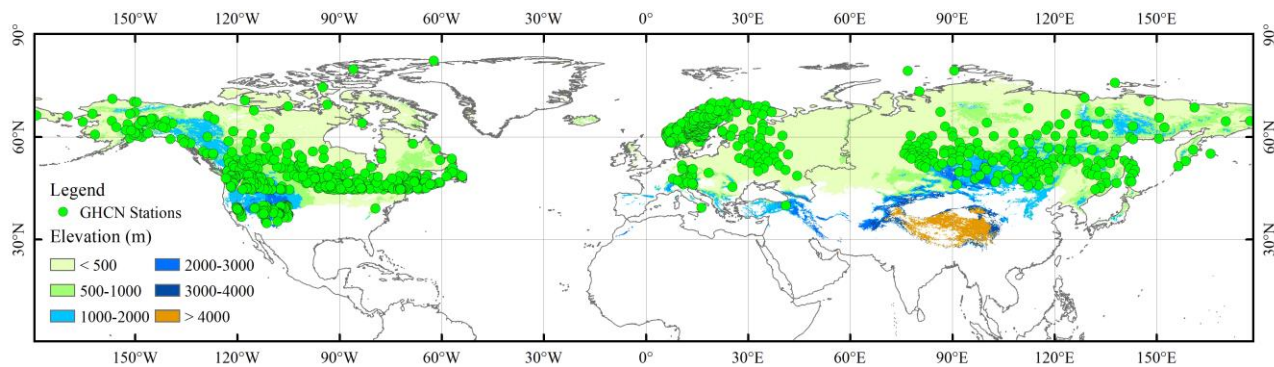 150°W 120°W 90°W 60°W 30°W 0° 30°E 60°E 90°E 120°E 150°E
90° 90°
60°N 60°N
Legend
GHCN Stations
Elevation (m)
30°N 30°N
< 500 2000-3000
500-1000 3000-4000
1000-2000 > 4000
150°W 120°W 90°W 60°W 30°W 0° 30°E 60°E 90°E 120°E 150°E